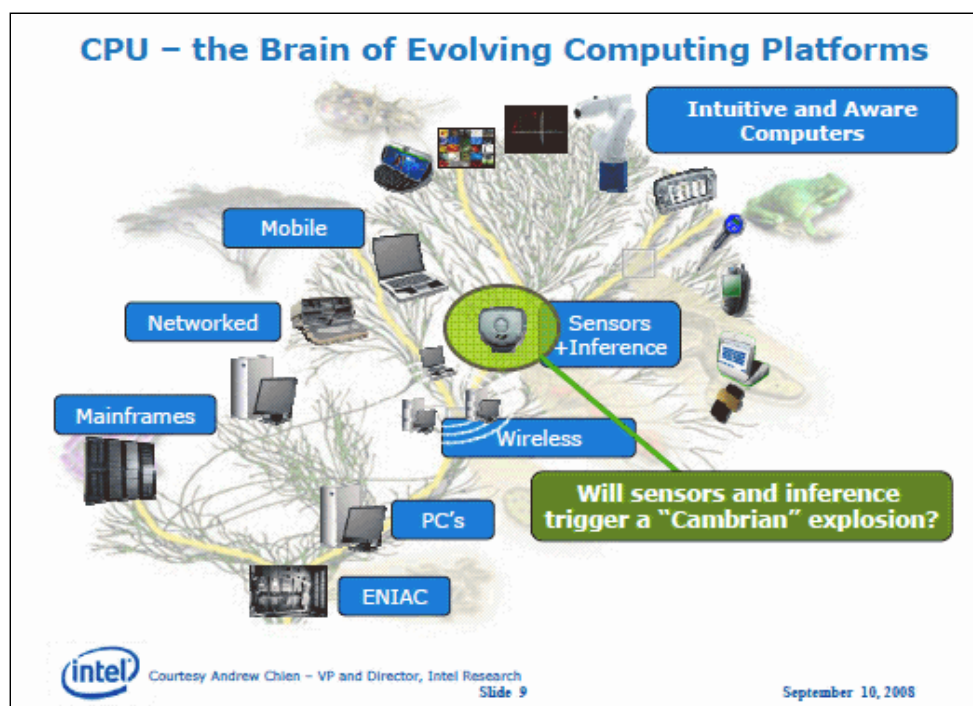 CPU – the Brain of Evolving Computing Platforms
Intuitive and Aware
Computers
Mobile
Networked
Sensors
+Inference
Mainframes
Wireless
Will sensors and inference
trigger a “Cambrian” explosion?
PC's
ENIAC
intel
Courtesy Andrew Chien – VP and Director, Intel Research
Slide 9
September 10, 2008